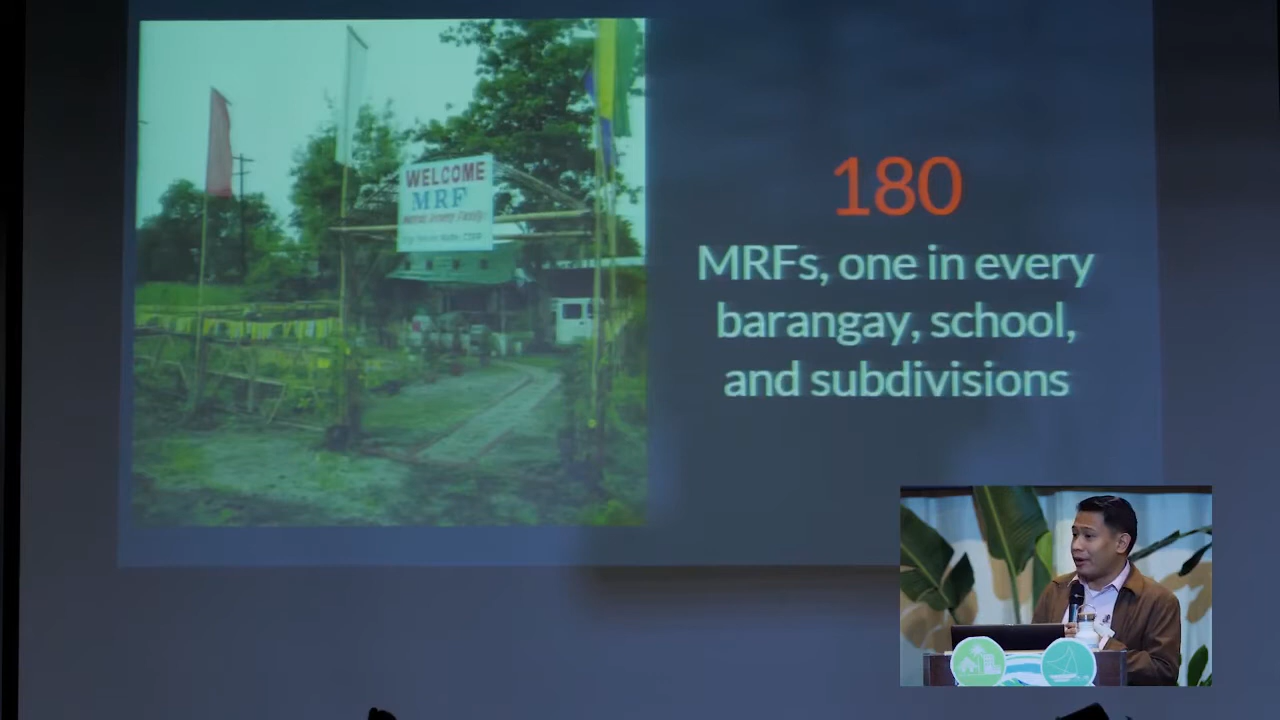 WELCOME
MRF
180
MRFs, one in every
barangay, school,
and subdivisions